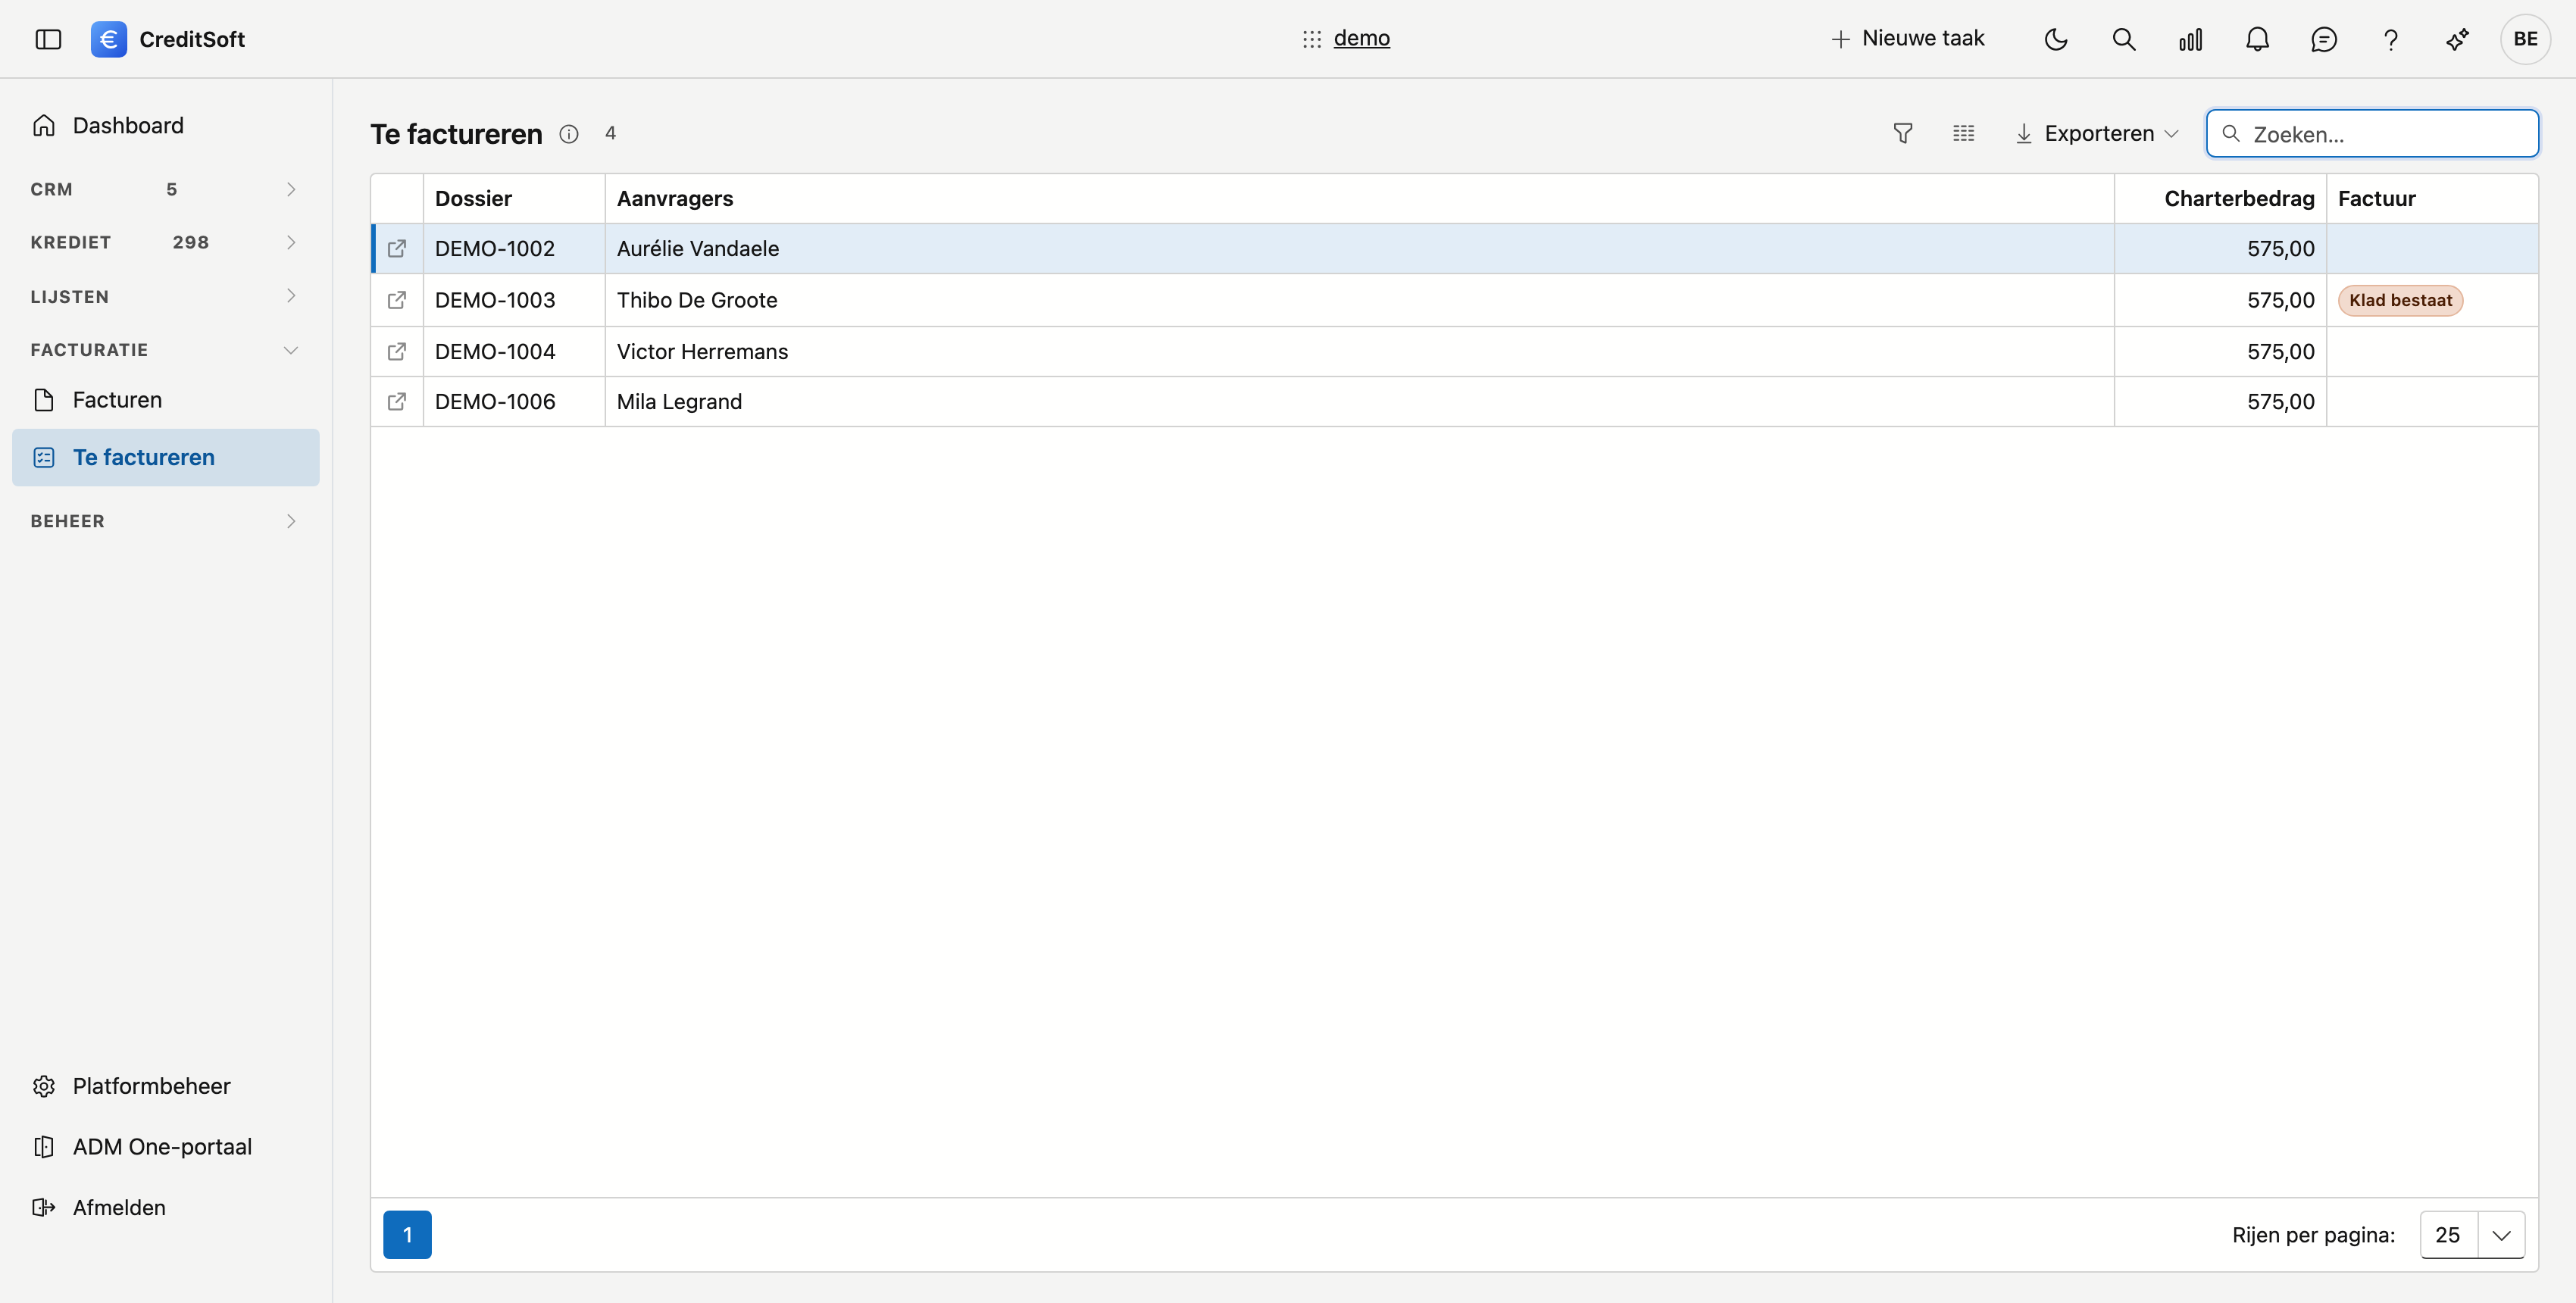 CreditSoft
demo
Nieuwe taak
BE
Dashboard
CRM 5
KREDIET 298
LIJSTEN
FACTURATIE
Facturen
Te factureren
BEHEER
Platformbeheer
ADM One-portaal
Afmelden
Te factureren 4
Exporteren
Zoeken...
Dossier Aanvragers Charterbedrag Factuur
DEMO-1002 Aurélie Vandaele 575,00
DEMO-1003 Thibo De Groote 575,00 Klad bestaat
DEMO-1004 Victor Herremans 575,00
DEMO-1006 Mila Legrand 575,00
1
Rijen per pagina: 25